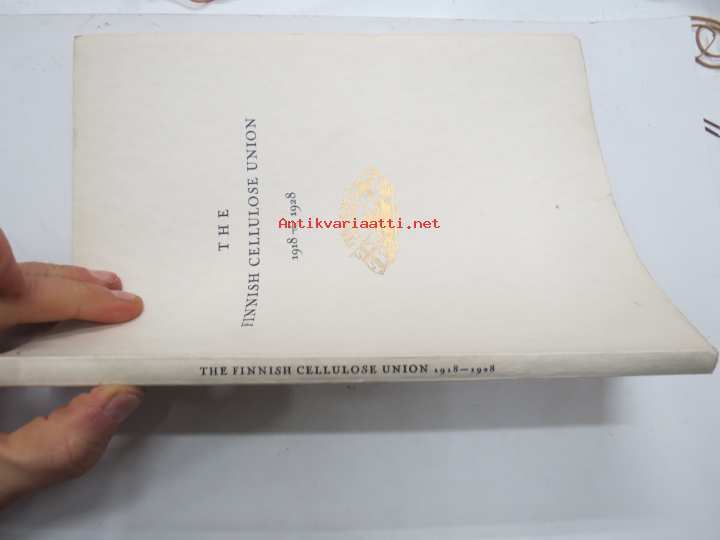 THE
FINNISH CELLULOSE UNION
1918—1928
Antikvariaatti.net
THE FINNISH CELLULOSE UNION 1918—1928